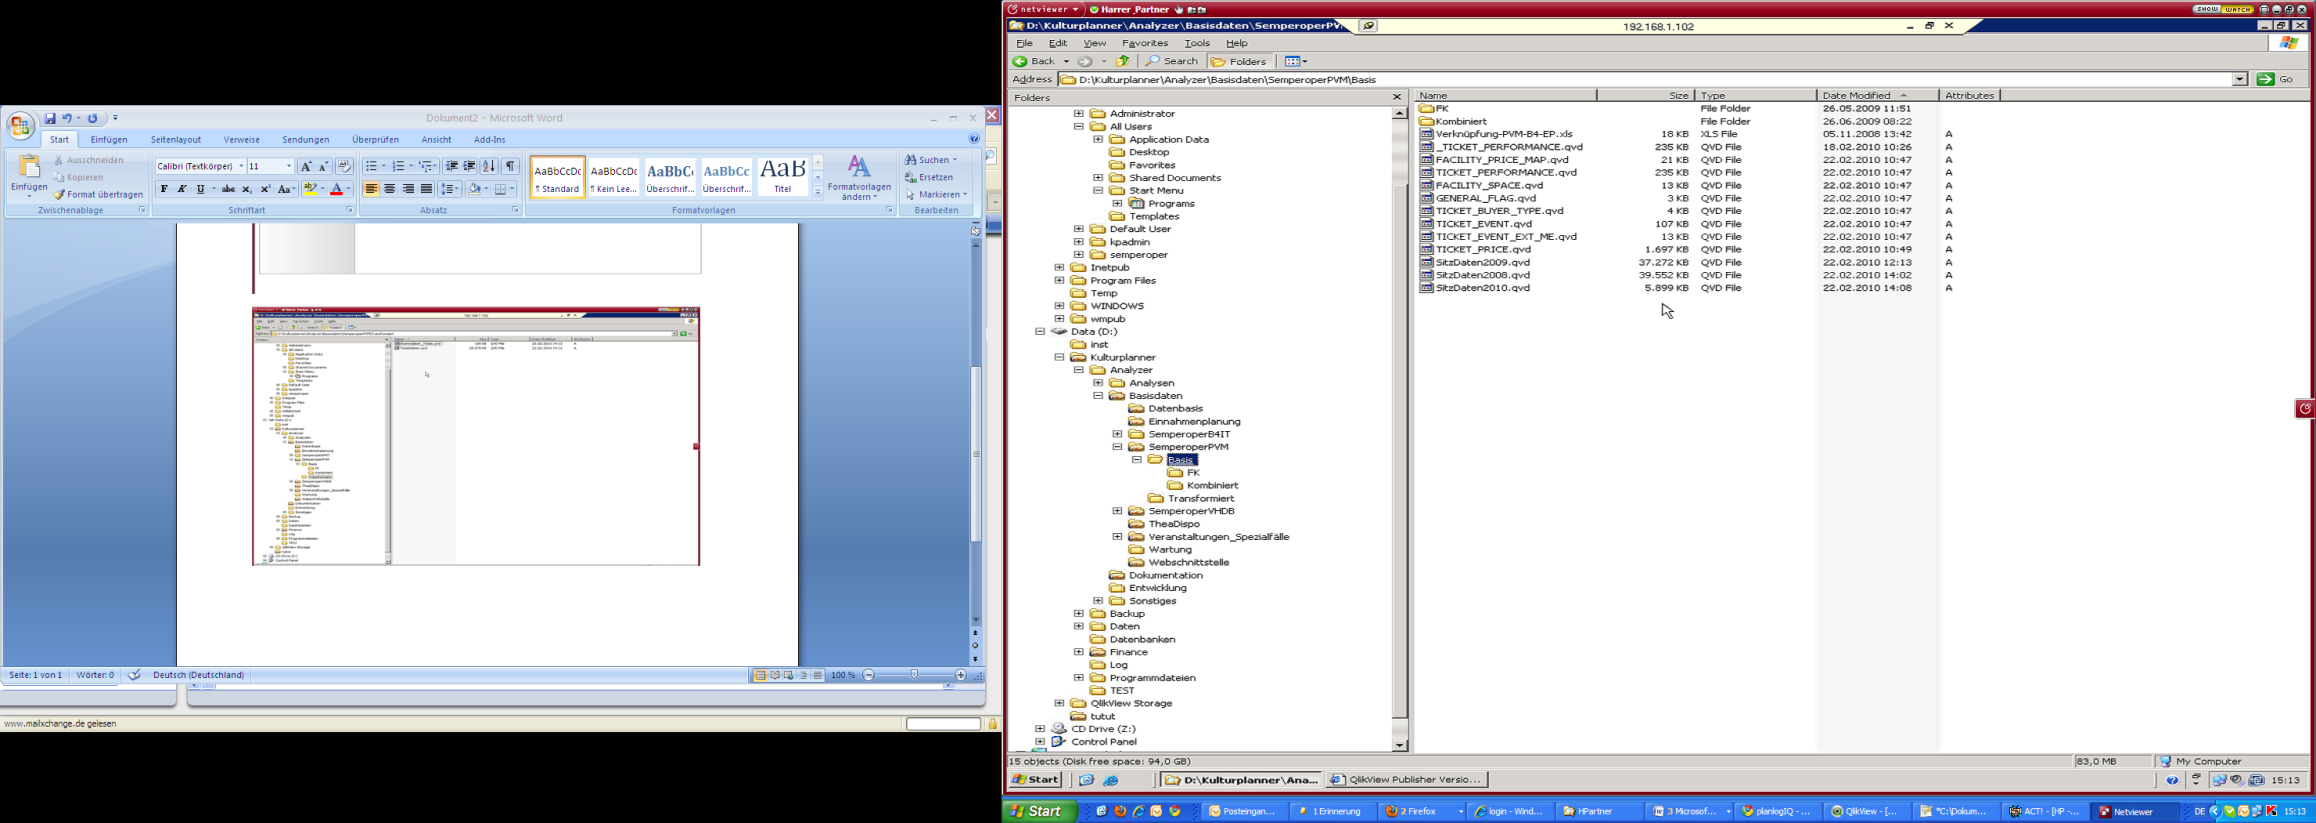 Dokument2 - Microsoft Word
Start Einfügen Seitenlayout Verweise Sendungen Überprüfen Ansicht Add-Ins
Einfügen
Ausschneiden
Kopieren
Format übertragen
Zwischenablage
Calibri (Textkörper) 11
F K U abc x₂ x² Aa
Schriftart
Absatz
AaBbCcDc AaBbCcDc AaBbC AaBbCc AaB
¶ Standard ¶ Kein Lee... Überschrif... Überschrif... Titel
Formatvorlagen ändern
Formatvorlagen
Suchen
Ersetzen
Markieren
Bearbeiten
Seite: 1 von 1 Wörter: 0 Deutsch (Deutschland) 100 %
www.mailxchange.de gelesen
netviewer Harrer_Partner SHOW WATCH
D:\Kulturplanner\Analyzer\Basisdaten\SemperoperPVM 192.168.1.102
File Edit View Favorites Tools Help
Back Search Folders
Address D:\Kulturplanner\Analyzer\Basisdaten\SemperoperPVM\Basis Go
Folders
Administrator
All Users
Application Data
Desktop
Favorites
Shared Documents
Start Menu
Programs
Templates
Default User
kpadmin
semperoper
Inetpub
Program Files
Temp
WINDOWS
wmpub
Data (D:)
inst
Kulturplanner
Analyzer
Analysen
Basisdaten
Datenbasis
Einnahmenplanung
SemperoperB4IT
SemperoperPVM
Basis
FK
Kombiniert
Transformiert
SemperoperVHDB
TheaDispo
Veranstaltungen_Spezialfälle
Wartung
Webschnittstelle
Dokumentation
Entwicklung
Sonstiges
Backup
Daten
Datenbanken
Finance
Log
Programmdateien
TEST
QlikView Storage
tutut
CD Drive (Z:)
Control Panel
Name Size Type Date Modified Attributes
FK File Folder 26.05.2009 11:51
Kombiniert File Folder 26.06.2009 08:22
Verknüpfung-PVM-B4-EP.xls 18 KB XLS File 05.11.2008 13:42 A
_TICKET_PERFORMANCE.qvd 235 KB QVD File 18.02.2010 10:26 A
FACILITY_PRICE_MAP.qvd 21 KB QVD File 22.02.2010 10:47 A
TICKET_PERFORMANCE.qvd 235 KB QVD File 22.02.2010 10:47 A
FACILITY_SPACE.qvd 13 KB QVD File 22.02.2010 10:47 A
GENERAL_FLAG.qvd 3 KB QVD File 22.02.2010 10:47 A
TICKET_BUYER_TYPE.qvd 4 KB QVD File 22.02.2010 10:47 A
TICKET_EVENT.qvd 107 KB QVD File 22.02.2010 10:47 A
TICKET_EVENT_EXT_ME.qvd 13 KB QVD File 22.02.2010 10:47 A
TICKET_PRICE.qvd 1.697 KB QVD File 22.02.2010 10:49 A
SitzDaten2009.qvd 37.272 KB QVD File 22.02.2010 12:13 A
SitzDaten2008.qvd 39.552 KB QVD File 22.02.2010 14:02 A
SitzDaten2010.qvd 5.899 KB QVD File 22.02.2010 14:08 A
15 objects (Disk free space: 94,0 GB) 83,0 MB My Computer
Start D:\Kulturplanner\Ana... QlikView Publisher Versio... 15:13
Start Posteingan... 1 Erinnerung 2 Firefox login - Wind... HPartner 3 Microsof... planlogIQ - ... QlikView - [... *C:\Dokum... ACT! - [HP -... Netviewer DE 15:13